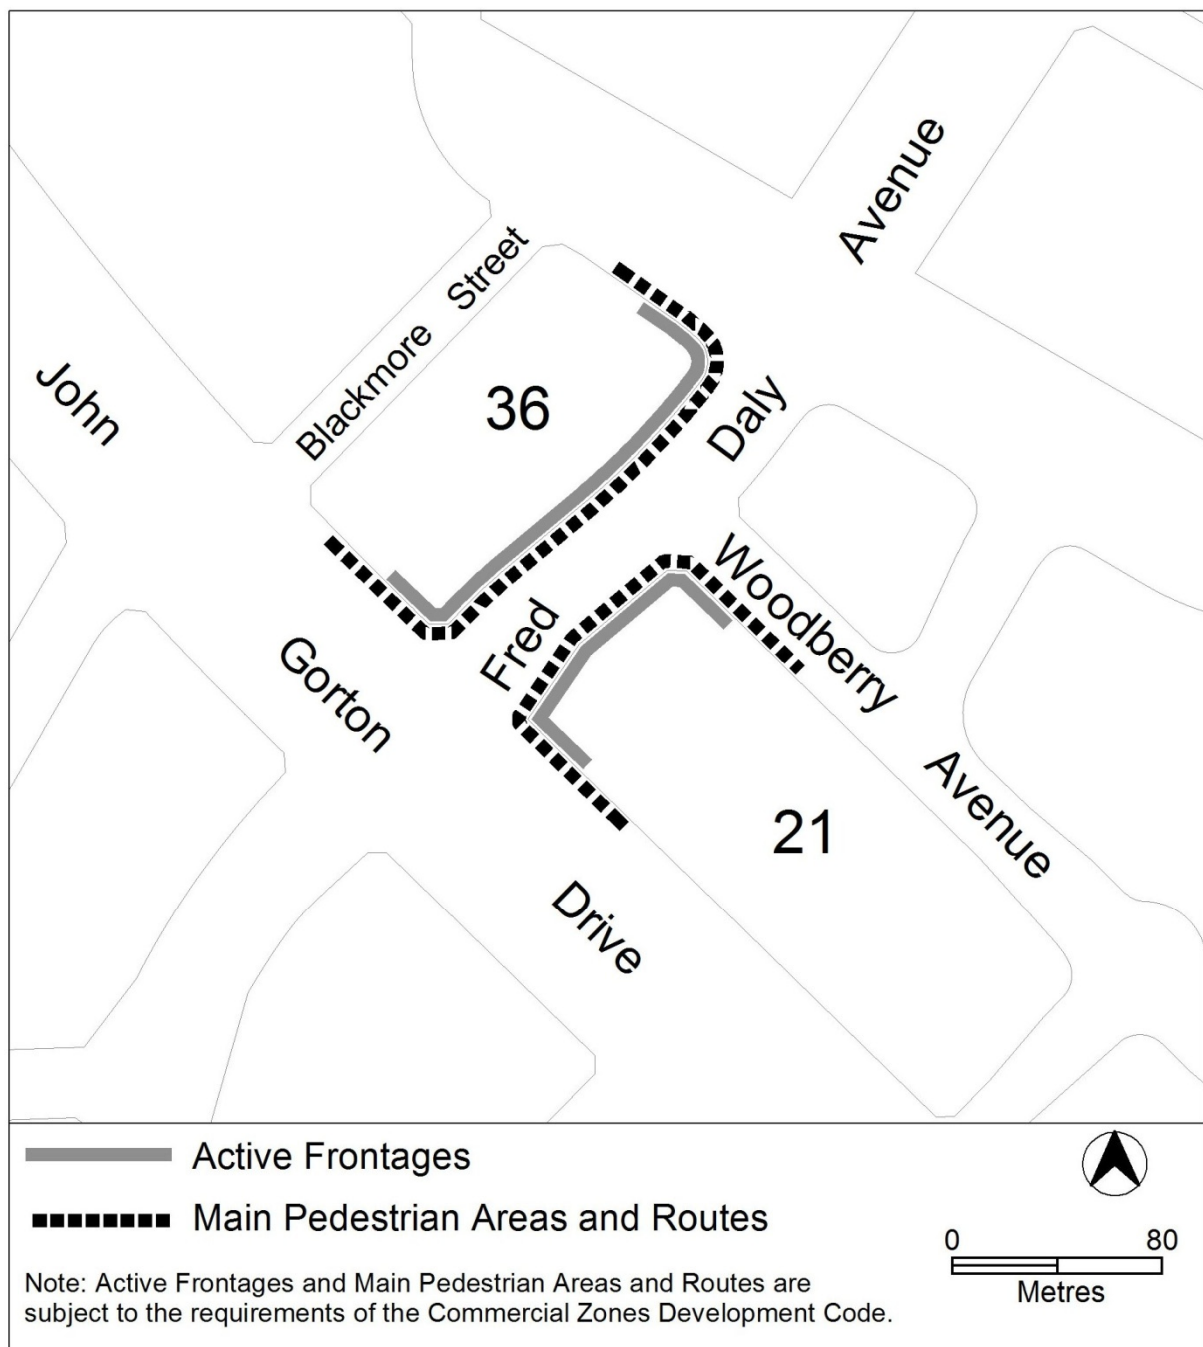 Avenue
Blackmore Street
John
36
Daly
Woodberry
Fred
Gorton
Avenue
21
Drive
Active Frontages
Main Pedestrian Areas and Routes
0 80
Metres
Note: Active Frontages and Main Pedestrian Areas and Routes are
subject to the requirements of the Commercial Zones Development Code.